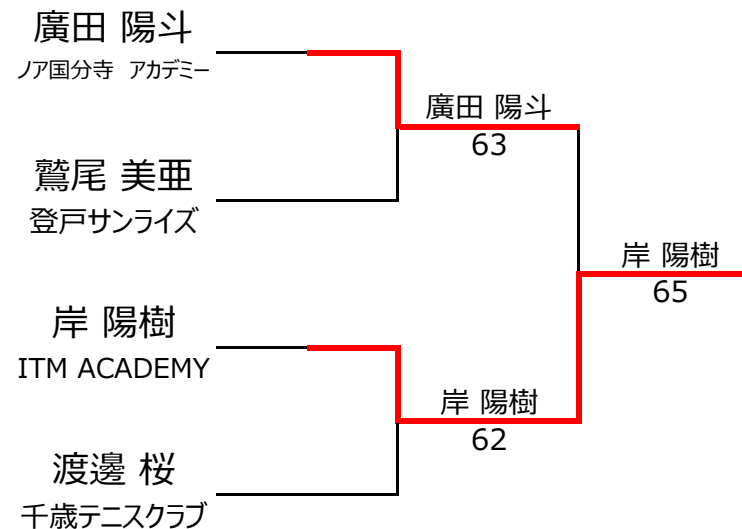 廣田 陽斗
ノア国分寺　アカデミー
廣田 陽斗
63
鷲尾 美亜
登戸サンライズ
岸 陽樹
65
岸 陽樹
ITM ACADEMY
岸 陽樹
62
渡邊 桜
千歳テニスクラブ